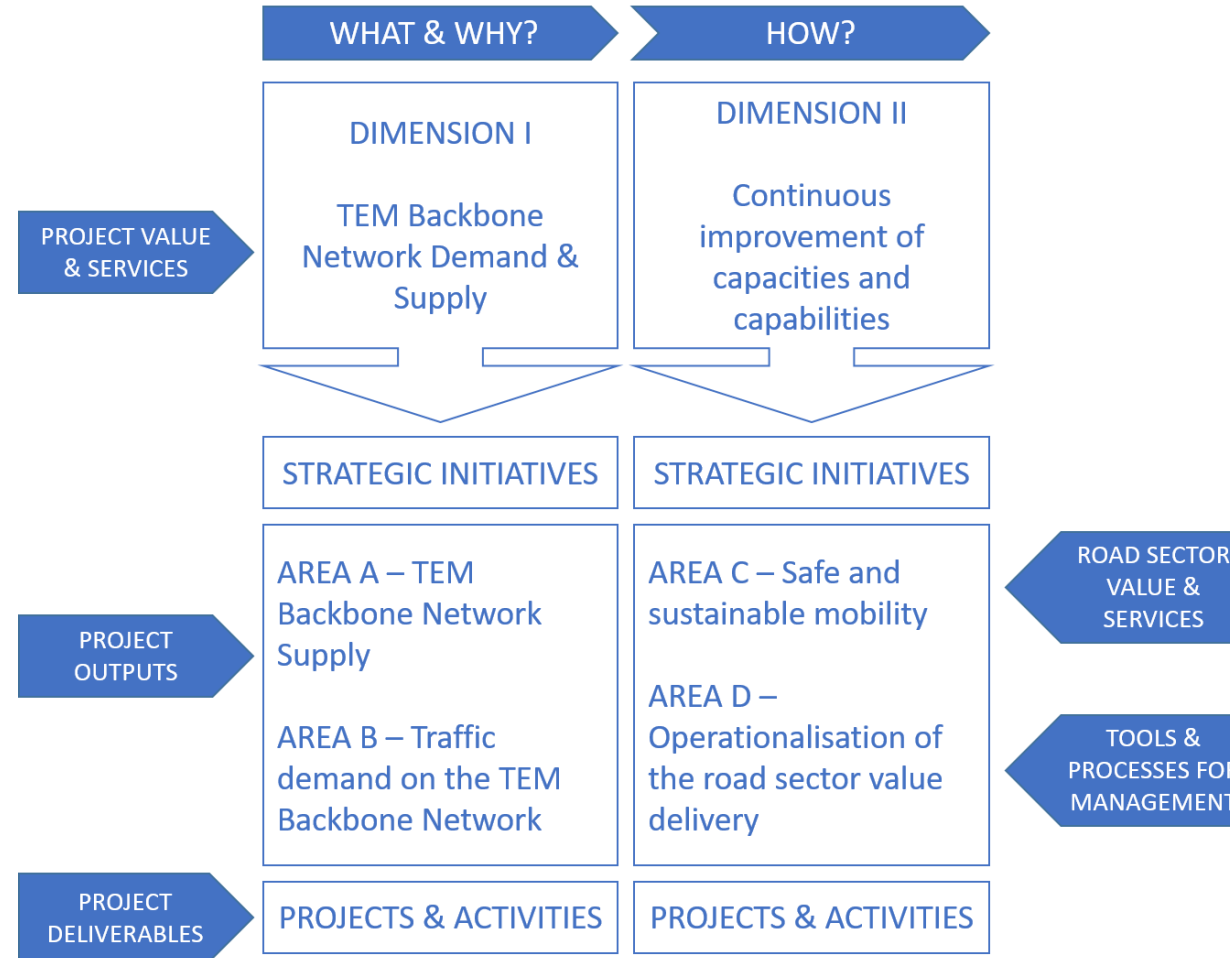 WHAT & WHY?
HOW?
DIMENSION I
TEM Backbone
Network Demand &
Supply
DIMENSION II
Continuous
improvement of
capacities and
capabilities
PROJECT VALUE
& SERVICES
STRATEGIC INITIATIVES
STRATEGIC INITIATIVES
AREA A – TEM
Backbone Network
Supply
AREA B – Traffic
demand on the TEM
Backbone Network
AREA C – Safe and
sustainable mobility
AREA D –
Operationalisation of
the road sector value
delivery
PROJECT
OUTPUTS
ROAD SECTOR
VALUE &
SERVICES
TOOLS &
PROCESSES FOR
MANAGEMENT
PROJECT
DELIVERABLES
PROJECTS & ACTIVITIES
PROJECTS & ACTIVITIES